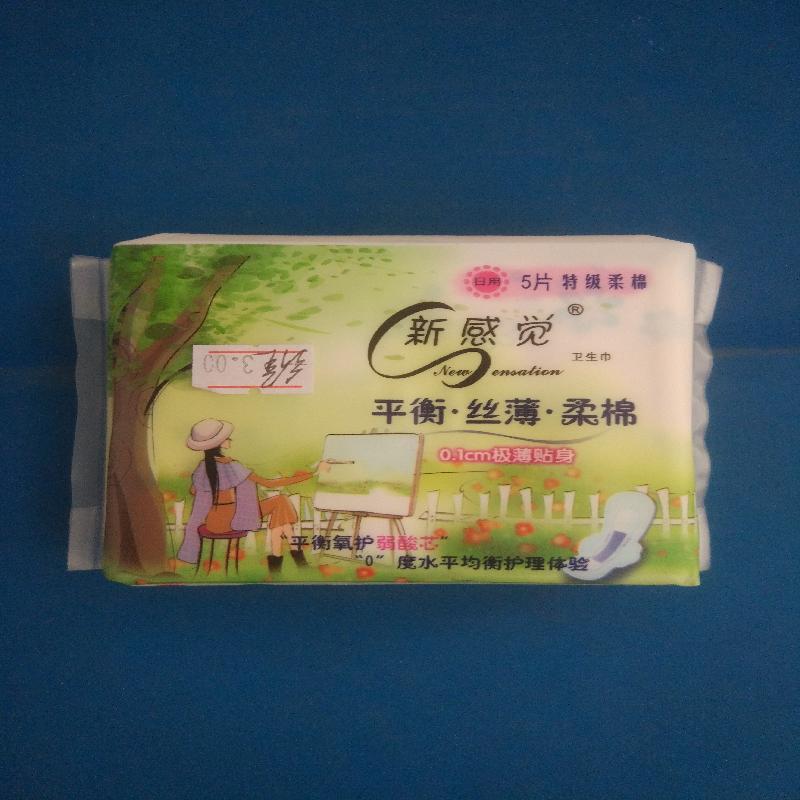 日用 5片 特级柔棉
新感觉®
New Sensation 卫生巾
3.00
平衡·丝薄·柔棉
0.1cm极薄贴身
“平衡氧护弱酸芯”
“0”度水平均衡护理体验